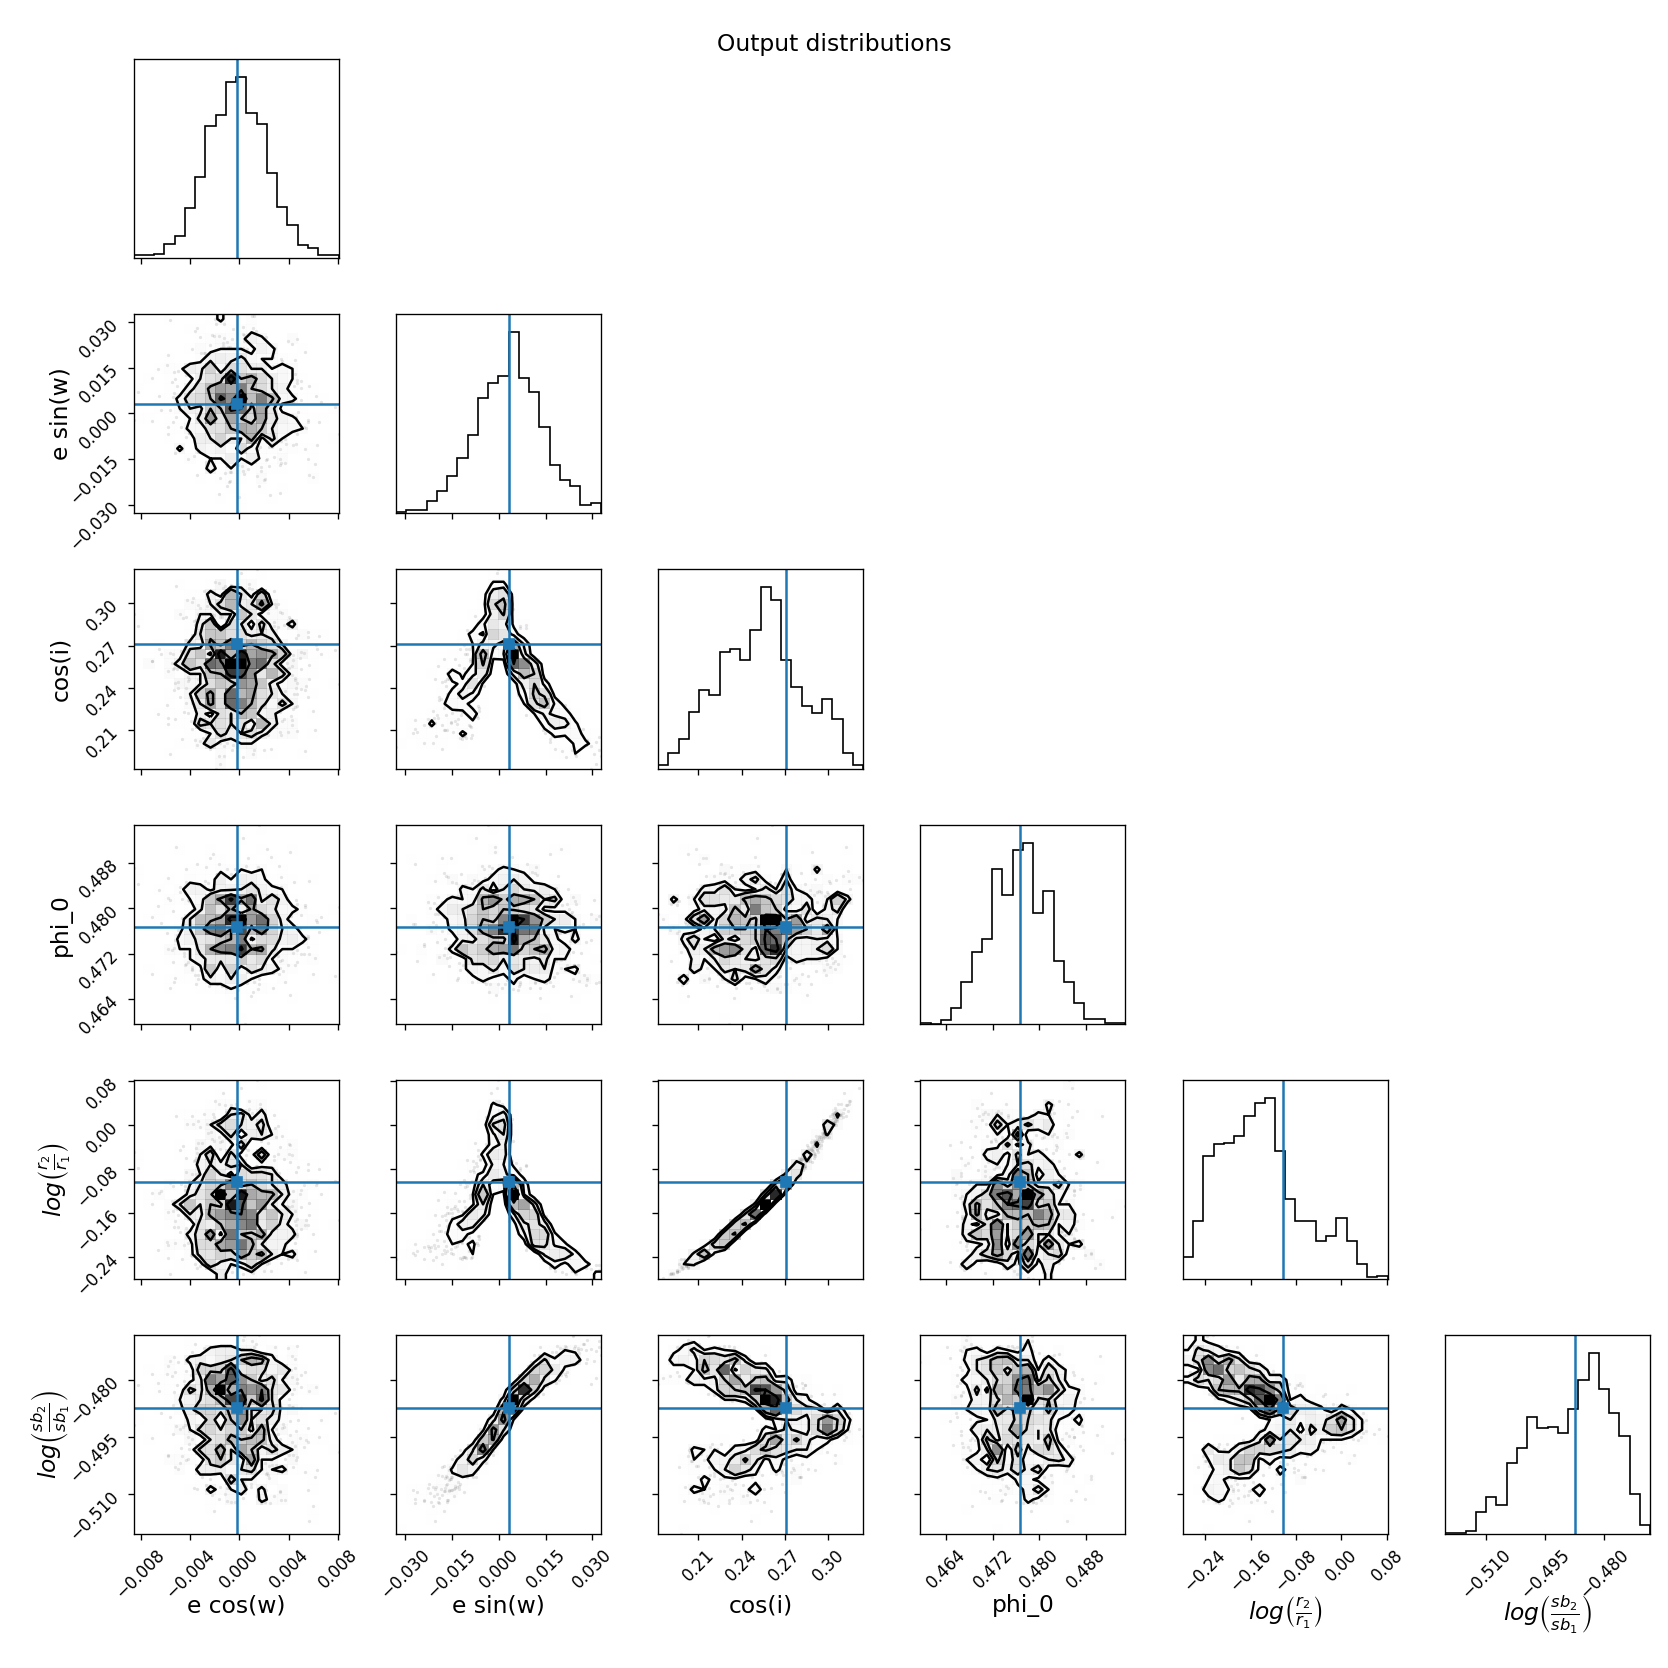 Output distributions
0.030
0.015
0.000
−0.015
−0.030
e sin(w)
0.30
0.27
0.24
0.21
cos(i)
0.488
0.480
0.472
0.464
phi_0
0.08
0.00
−0.08
−0.16
−0.24
log(r2/r1)
−0.480
−0.495
−0.510
log(sb2/sb1)
−0.008 −0.004 0.000 0.004 0.008
−0.030 −0.015 0.000 0.015 0.030
0.21 0.24 0.27 0.30
0.464 0.472 0.480 0.488
−0.24 −0.16 −0.08 0.00 0.08
−0.510 −0.495 −0.480
e cos(w) e sin(w) cos(i) phi_0 log(r2/r1) log(sb2/sb1)